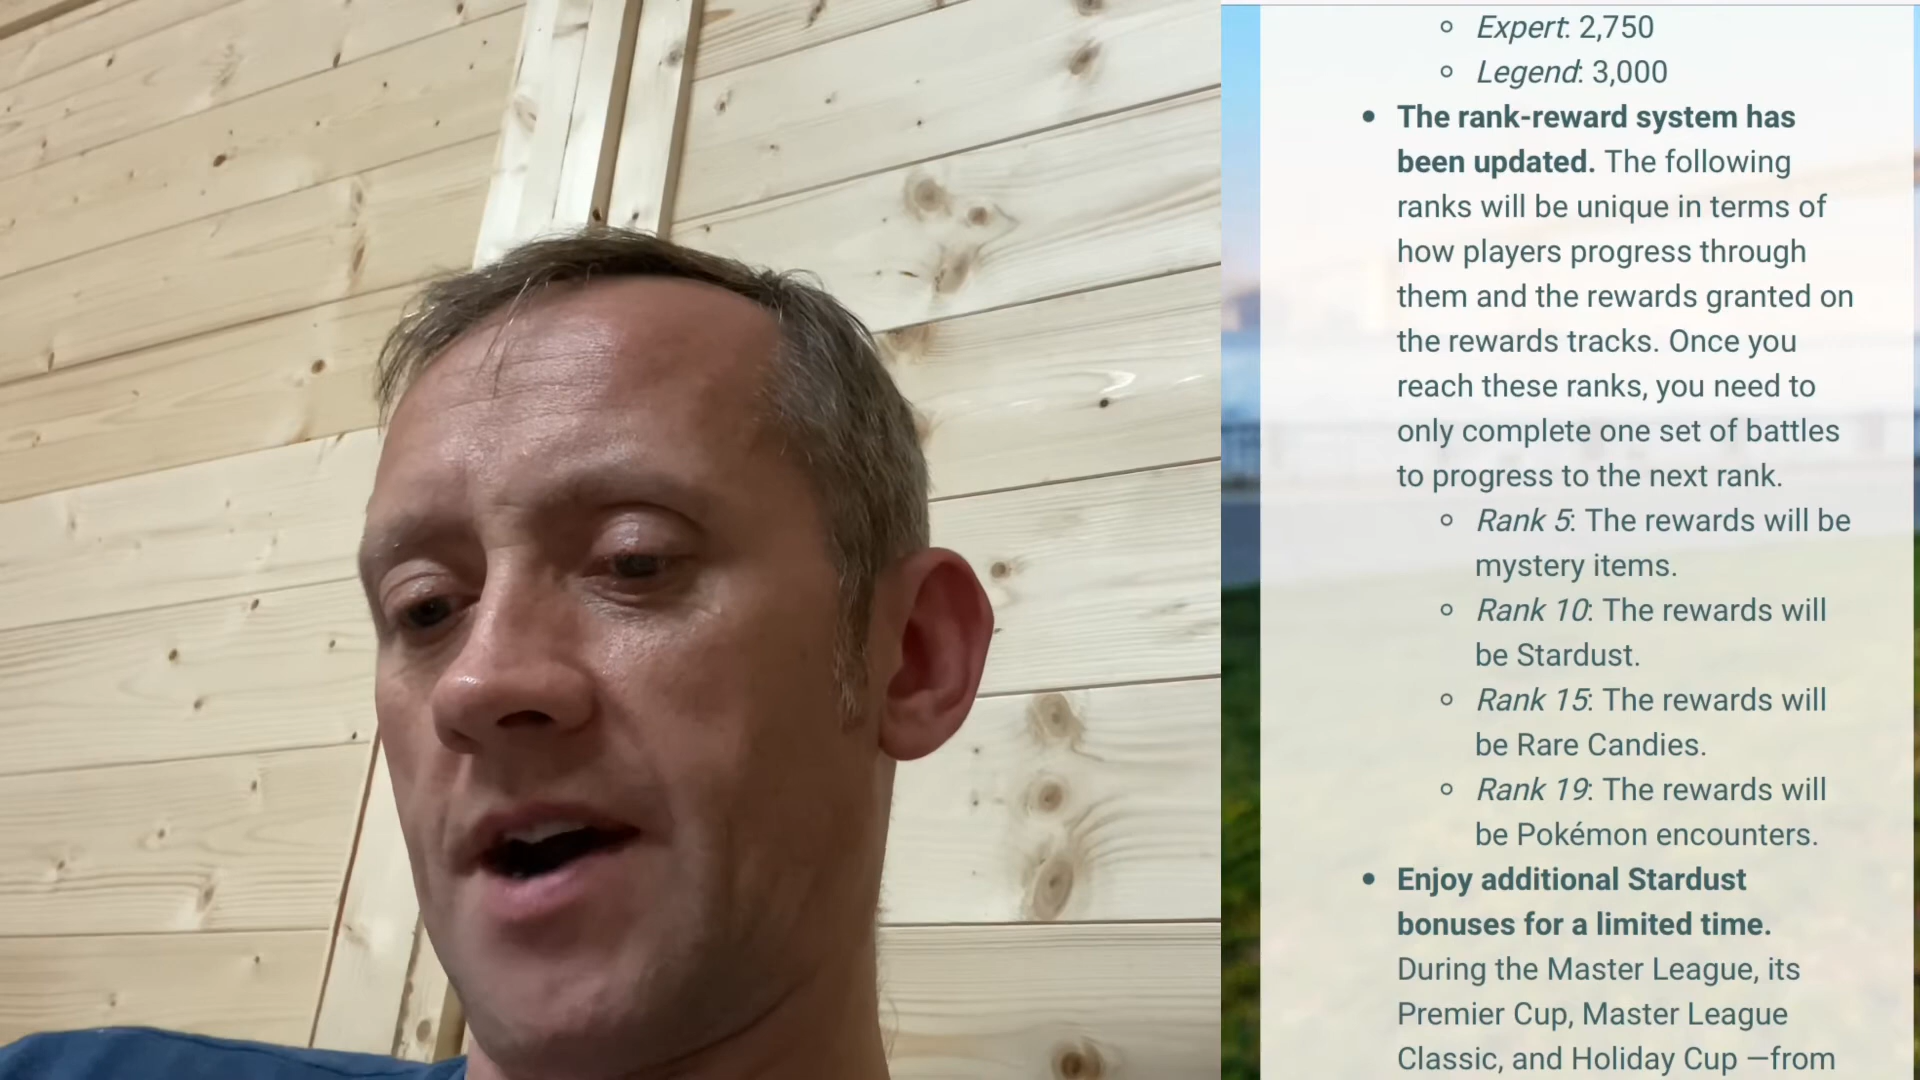 Expert: 2,750
Legend: 3,000
The rank-reward system has
been updated. The following
ranks will be unique in terms of
how players progress through
them and the rewards granted on
the rewards tracks. Once you
reach these ranks, you need to
only complete one set of battles
to progress to the next rank.
Rank 5: The rewards will be
mystery items.
Rank 10: The rewards will
be Stardust.
Rank 15: The rewards will
be Rare Candies.
Rank 19: The rewards will
be Pokémon encounters.
Enjoy additional Stardust
bonuses for a limited time.
During the Master League, its
Premier Cup, Master League
Classic, and Holiday Cup —from